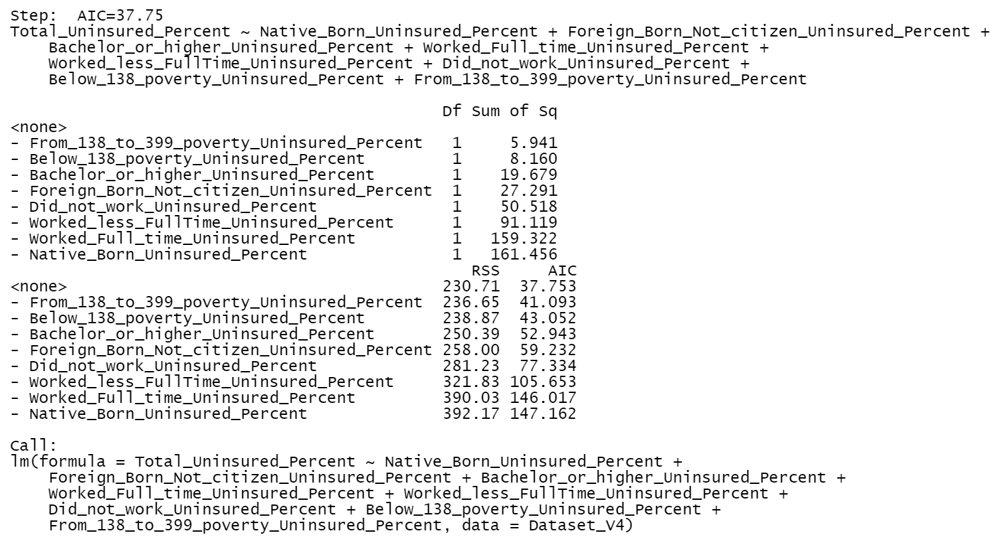 Step:  AIC=37.75
Total_Uninsured_Percent ~ Native_Born_Uninsured_Percent + Foreign_Born_Not_citizen_Uninsured_Percent +
    Bachelor_or_higher_Uninsured_Percent + Worked_Full_time_Uninsured_Percent +
    Worked_less_FullTime_Uninsured_Percent + Did_not_work_Uninsured_Percent +
    Below_138_poverty_Uninsured_Percent + From_138_to_399_poverty_Uninsured_Percent

                                             Df Sum of Sq
<none>
- From_138_to_399_poverty_Uninsured_Percent   1     5.941
- Below_138_poverty_Uninsured_Percent         1     8.160
- Bachelor_or_higher_Uninsured_Percent        1    19.679
- Foreign_Born_Not_citizen_Uninsured_Percent  1    27.291
- Did_not_work_Uninsured_Percent              1    50.518
- Worked_less_FullTime_Uninsured_Percent      1    91.119
- Worked_Full_time_Uninsured_Percent          1   159.322
- Native_Born_Uninsured_Percent               1   161.456
                                                RSS     AIC
<none>                                       230.71  37.753
- From_138_to_399_poverty_Uninsured_Percent  236.65  41.093
- Below_138_poverty_Uninsured_Percent        238.87  43.052
- Bachelor_or_higher_Uninsured_Percent       250.39  52.943
- Foreign_Born_Not_citizen_Uninsured_Percent 258.00  59.232
- Did_not_work_Uninsured_Percent             281.23  77.334
- Worked_less_FullTime_Uninsured_Percent     321.83 105.653
- Worked_Full_time_Uninsured_Percent         390.03 146.017
- Native_Born_Uninsured_Percent              392.17 147.162

Call:
lm(formula = Total_Uninsured_Percent ~ Native_Born_Uninsured_Percent +
    Foreign_Born_Not_citizen_Uninsured_Percent + Bachelor_or_higher_Uninsured_Percent +
    Worked_Full_time_Uninsured_Percent + Worked_less_FullTime_Uninsured_Percent +
    Did_not_work_Uninsured_Percent + Below_138_poverty_Uninsured_Percent +
    From_138_to_399_poverty_Uninsured_Percent, data = Dataset_V4)